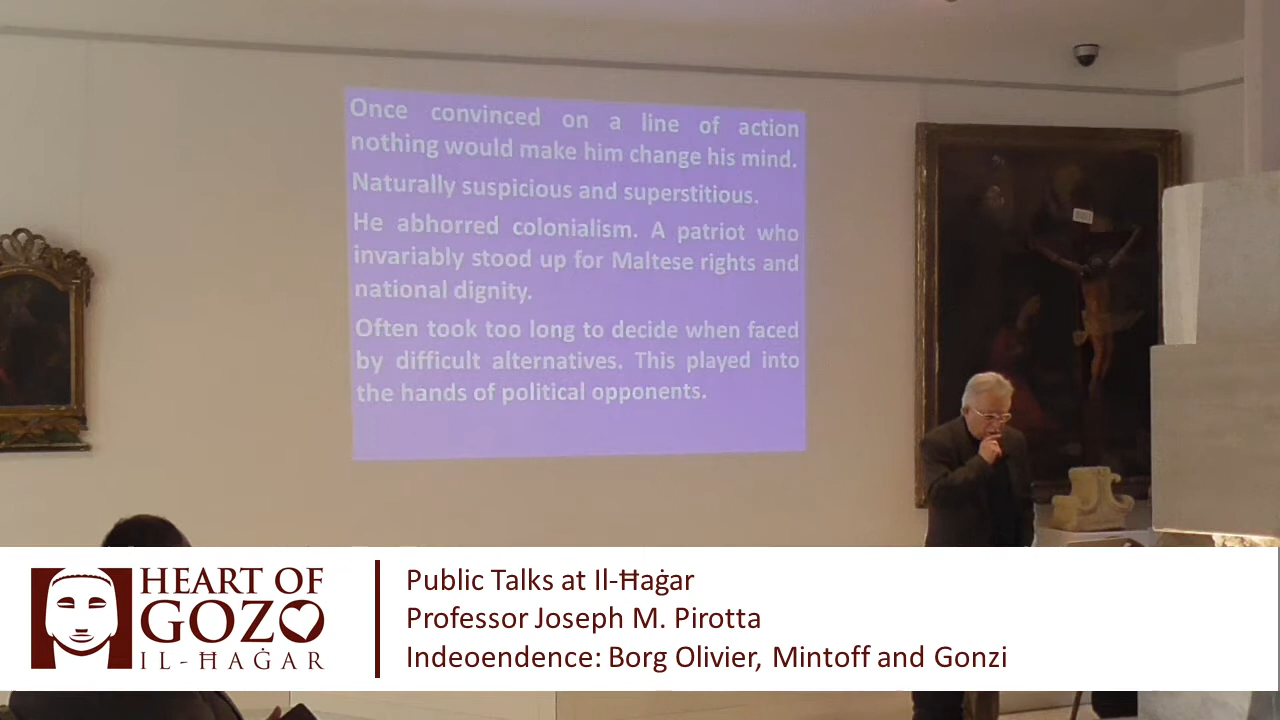 Once convinced on a line of action
nothing would make him change his mind.
Naturally suspicious and superstitious.
He abhorred colonialism. A patriot who
invariably stood up for Maltese rights and
national dignity.
Often took too long to decide when faced
by difficult alternatives. This played into
the hands of political opponents.
HEART OF
GOZO
IL-ĦAĠAR
Public Talks at Il-Ħaġar
Professor Joseph M. Pirotta
Indeoendence: Borg Olivier, Mintoff and Gonzi